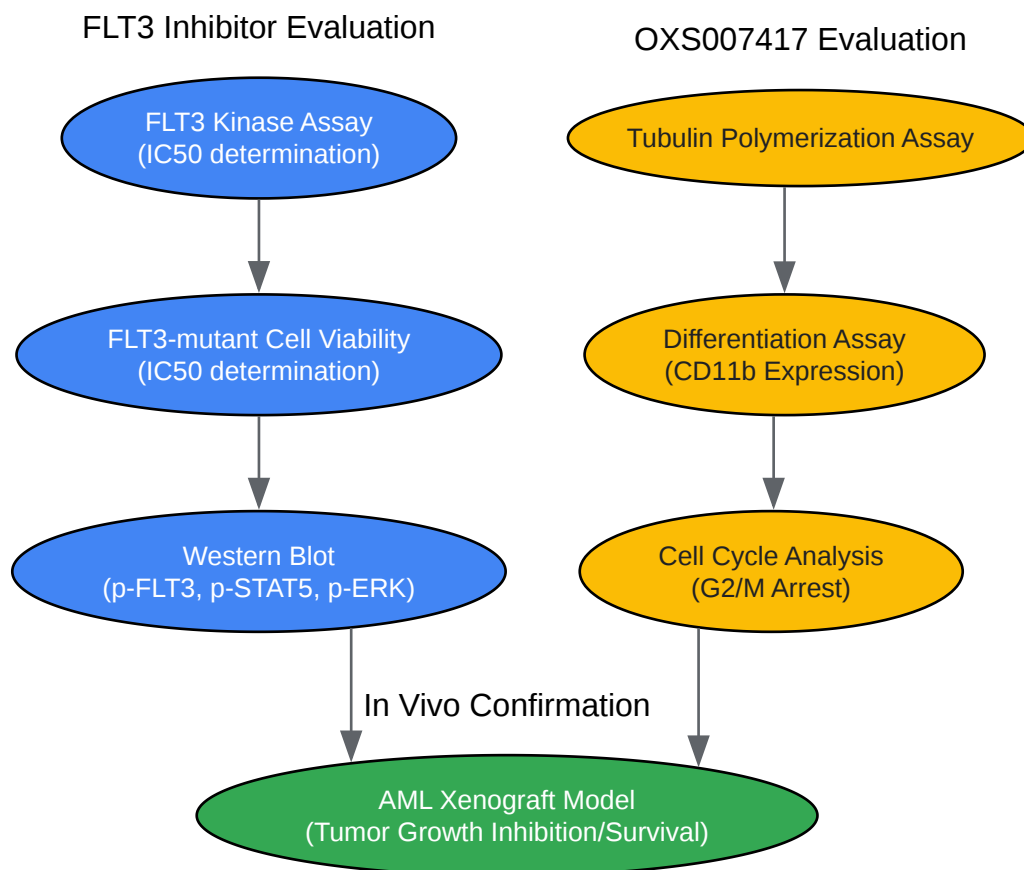 FLT3 Inhibitor Evaluation
FLT3 Kinase Assay
(IC50 determination)
FLT3-mutant Cell Viability
(IC50 determination)
Western Blot
(p-FLT3, p-STAT5, p-ERK)
OXS007417 Evaluation
Tubulin Polymerization Assay
Differentiation Assay
(CD11b Expression)
Cell Cycle Analysis
(G2/M Arrest)
In Vivo Confirmation
AML Xenograft Model
(Tumor Growth Inhibition/Survival)